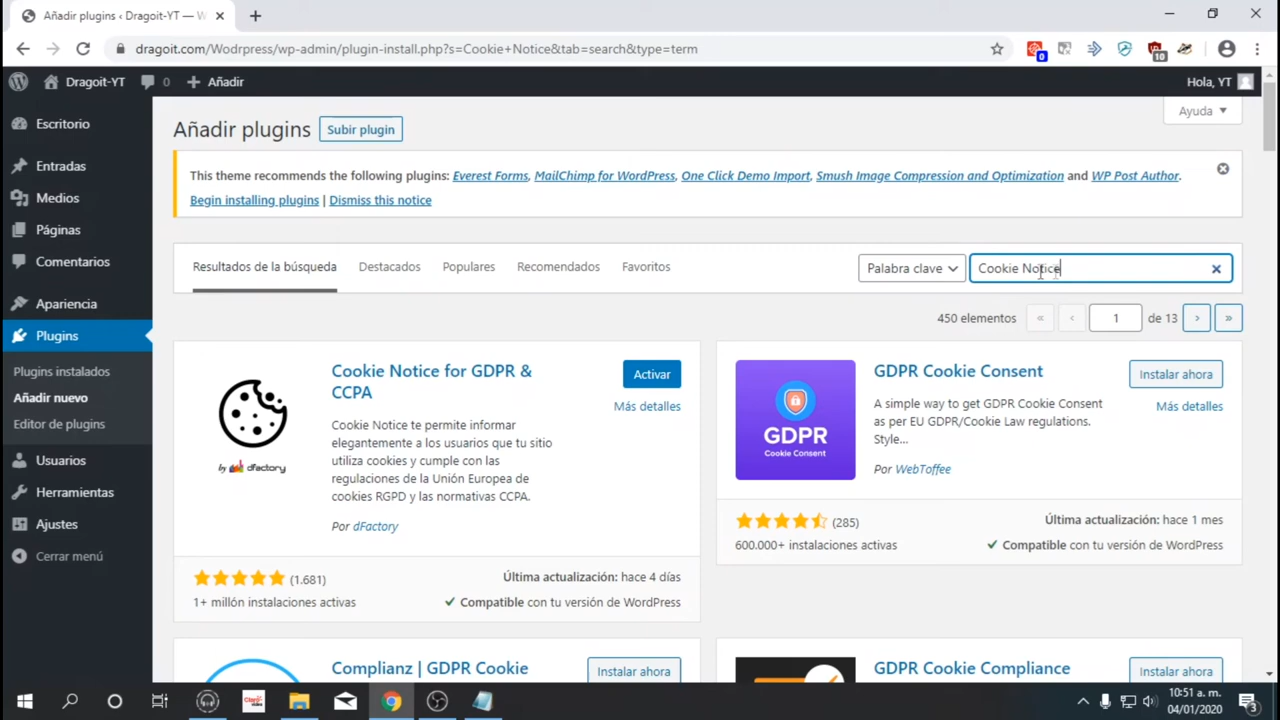 Añadir plugins ‹ Dragoit-YT — W
dragoit.com/Wodrpress/wp-admin/plugin-install.php?s=Cookie+Notice&tab=search&type=term
0
10
Dragoit-YT
0
Añadir
Hola, YT
Escritorio
Entradas
Medios
Páginas
Comentarios
Apariencia
Plugins
Plugins instalados
Añadir nuevo
Editor de plugins
Usuarios
Herramientas
Ajustes
Cerrar menú
Ayuda
Añadir plugins
Subir plugin
This theme recommends the following plugins: Everest Forms, MailChimp for WordPress, One Click Demo Import, Smush Image Compression and Optimization and WP Post Author.
Begin installing plugins | Dismiss this notice
Resultados de la búsqueda
Destacados
Populares
Recomendados
Favoritos
Palabra clave
Cookie Notice
450 elementos
«
‹
1
de 13
›
»
Cookie Notice for GDPR &
CCPA
Activar
Más detalles
Cookie Notice te permite informar
elegantemente a los usuarios que tu sitio
utiliza cookies y cumple con las
regulaciones de la Unión Europea de
cookies RGPD y las normativas CCPA.
Por dFactory
by dfactory
(1.681)
Última actualización: hace 4 días
1+ millón instalaciones activas
Compatible con tu versión de WordPress
GDPR
Cookie Consent
GDPR Cookie Consent
Instalar ahora
Más detalles
A simple way to get GDPR Cookie Consent
as per EU GDPR/Cookie Law regulations.
Style...
Por WebToffee
(285)
Última actualización: hace 1 mes
600.000+ instalaciones activas
Compatible con tu versión de WordPress
Complianz | GDPR Cookie
Instalar ahora
GDPR Cookie Compliance
Instalar ahora
Claro
video
10:51 a. m.
04/01/2020
3